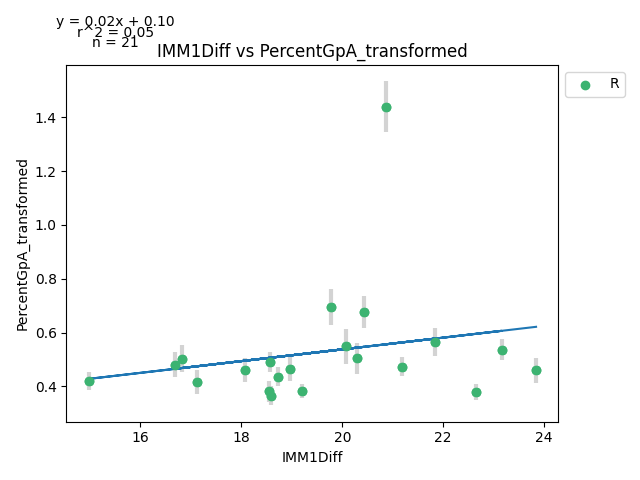 y = 0.02x + 0.10
r^2 = 0.05
n = 21
IMM1Diff vs PercentGpA_transformed
R
PercentGpA_transformed
1.4
1.2
1.0
0.8
0.6
0.4
16 18 20 22 24
IMM1Diff